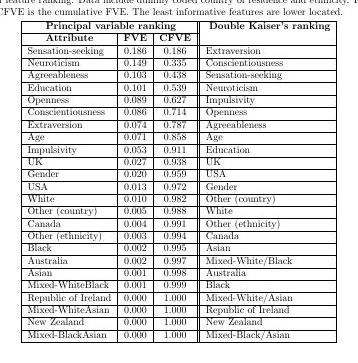 feature ranking. Data include dummy coded country of residence and ethnicity.
CFVE is the cumulative FVE. The least informative features are lower located.
Principal variable ranking Double Kaiser's ranking
Attribute FVE CFVE
Sensation-seeking 0.186 0.186 Extraversion
Neuroticism 0.149 0.335 Conscientiousness
Agreeableness 0.103 0.438 Sensation-seeking
Education 0.101 0.539 Neuroticism
Openness 0.089 0.627 Impulsivity
Conscientiousness 0.086 0.714 Openness
Extraversion 0.074 0.787 Agreeableness
Age 0.071 0.858 Age
Impulsivity 0.053 0.911 Education
UK 0.027 0.938 UK
Gender 0.020 0.959 USA
USA 0.013 0.972 Gender
White 0.010 0.982 Other (country)
Other (country) 0.005 0.988 White
Canada 0.004 0.991 Other (ethnicity)
Other (ethnicity) 0.003 0.994 Canada
Black 0.002 0.995 Asian
Australia 0.002 0.997 Mixed-White/Black
Asian 0.001 0.998 Australia
Mixed-WhiteBlack 0.001 0.999 Black
Republic of Ireland 0.000 1.000 Mixed-White/Asian
Mixed-WhiteAsian 0.000 1.000 Republic of Ireland
New Zealand 0.000 1.000 New Zealand
Mixed-BlackAsian 0.000 1.000 Mixed-Black/Asian